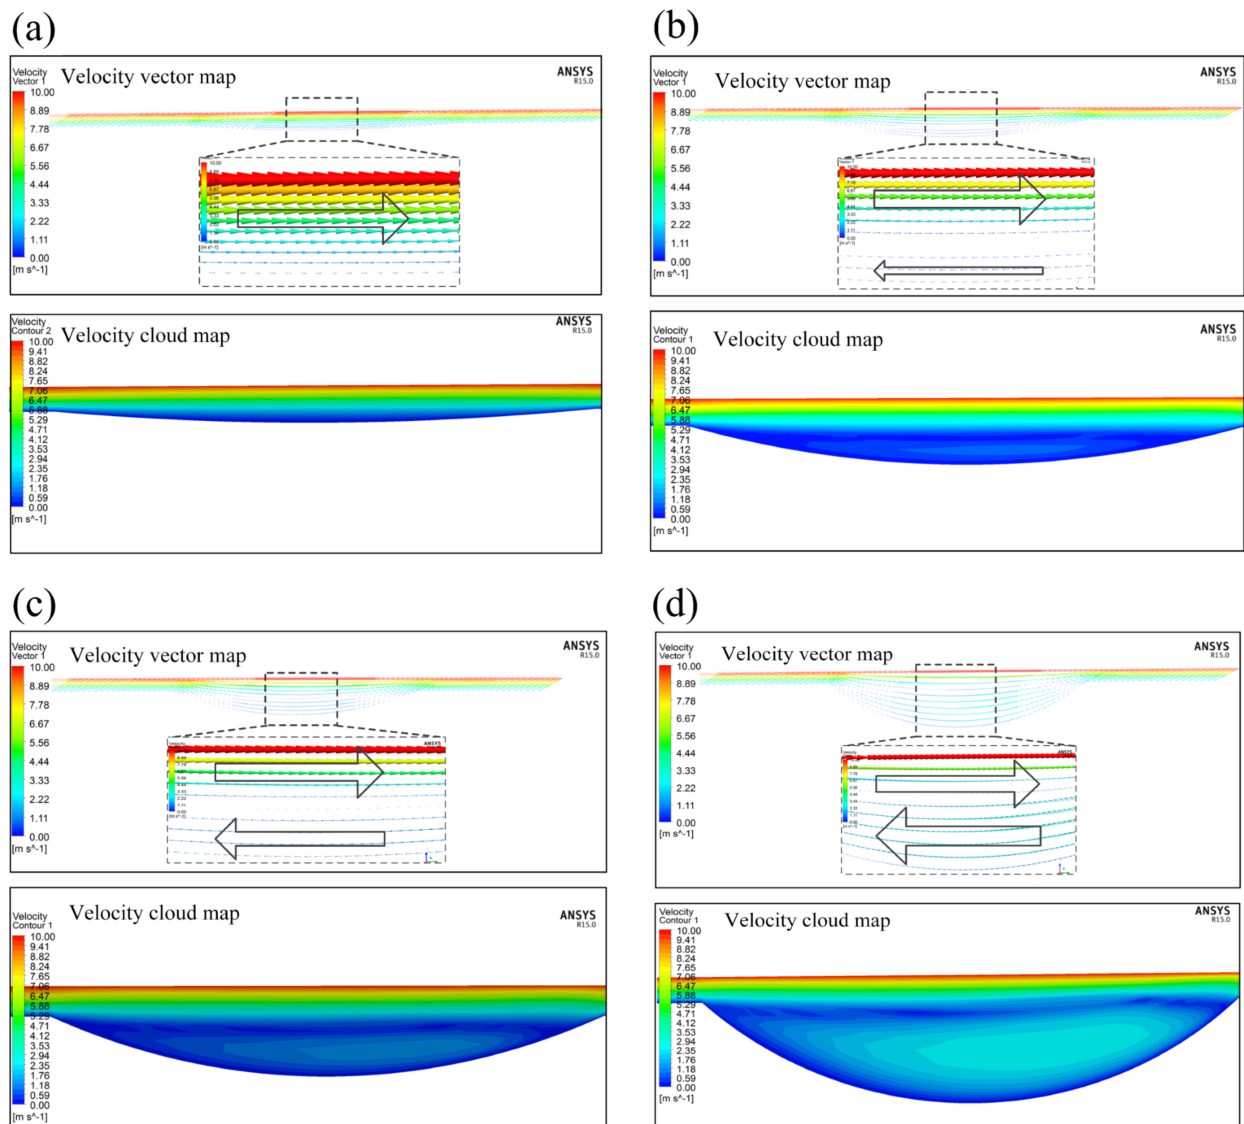 (a)
Velocity
Vector 1
Velocity vector map
ANSYS
R15.0
10.00
8.89
7.78
6.67
5.56
4.44
3.33
2.22
1.11
0.00
[m s^-1]
Velocity
Contour 2
Velocity cloud map
ANSYS
R15.0
10.00
9.41
8.82
8.24
7.65
7.06
6.47
5.88
5.29
4.71
4.12
3.53
2.94
2.35
1.76
1.18
0.59
0.00
[m s^-1]
(b)
Velocity
Vector 1
Velocity vector map
ANSYS
R15.0
10.00
8.89
7.78
6.67
5.56
4.44
3.33
2.22
1.11
0.00
[m s^-1]
Velocity
Contour 1
Velocity cloud map
ANSYS
R15.0
10.00
9.41
8.82
8.24
7.65
7.06
6.47
5.88
5.29
4.71
4.12
3.53
2.94
2.35
1.76
1.18
0.59
0.00
[m s^-1]
(c)
Velocity
Vector 1
Velocity vector map
ANSYS
R15.0
10.00
8.89
7.78
6.67
5.56
4.44
3.33
2.22
1.11
0.00
[m s^-1]
ANSYS
Velocity
Contour 1
Velocity cloud map
ANSYS
R15.0
10.00
9.41
8.82
8.24
7.65
7.06
6.47
5.88
5.29
4.71
4.12
3.53
2.94
2.35
1.76
1.18
0.59
0.00
[m s^-1]
(d)
Velocity
Vector 1
Velocity vector map
ANSYS
R15.0
10.00
8.89
7.78
6.67
5.56
4.44
3.33
2.22
1.11
0.00
[m s^-1]
ANSYS
Velocity
Contour 1
Velocity cloud map
ANSYS
R15.0
10.00
9.41
8.82
8.24
7.65
7.06
6.47
5.88
5.29
4.71
4.12
3.53
2.94
2.35
1.76
1.18
0.59
0.00
[m s^-1]